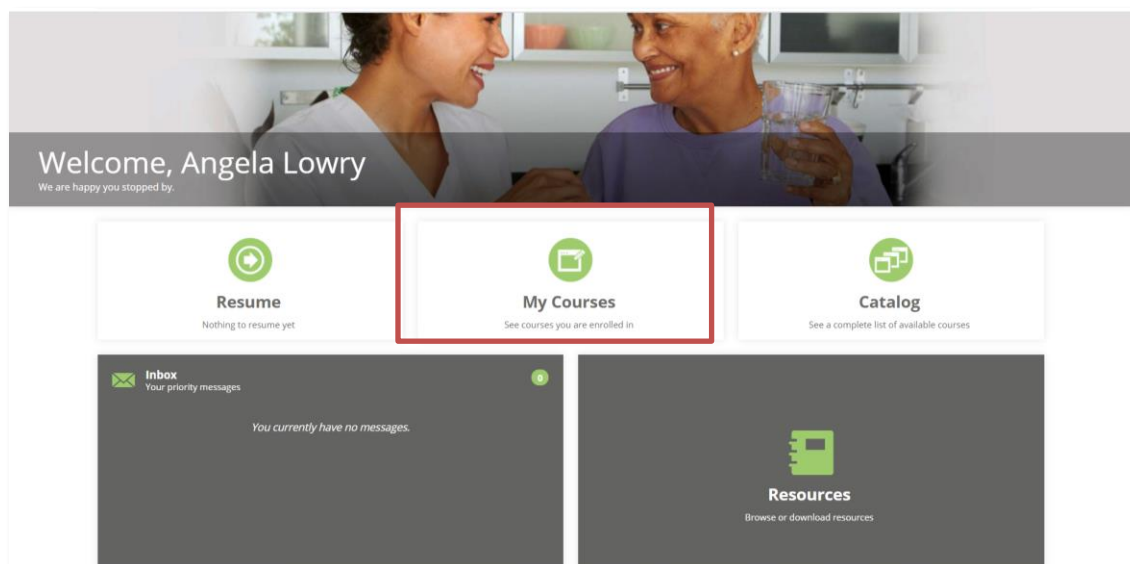 Welcome, Angela Lowry
We are happy you stopped by.
Resume
Nothing to resume yet
My Courses
See courses you are enrolled in
Catalog
See a complete list of available courses
Inbox
Your priority messages
0
You currently have no messages.
Resources
Browse or download resources